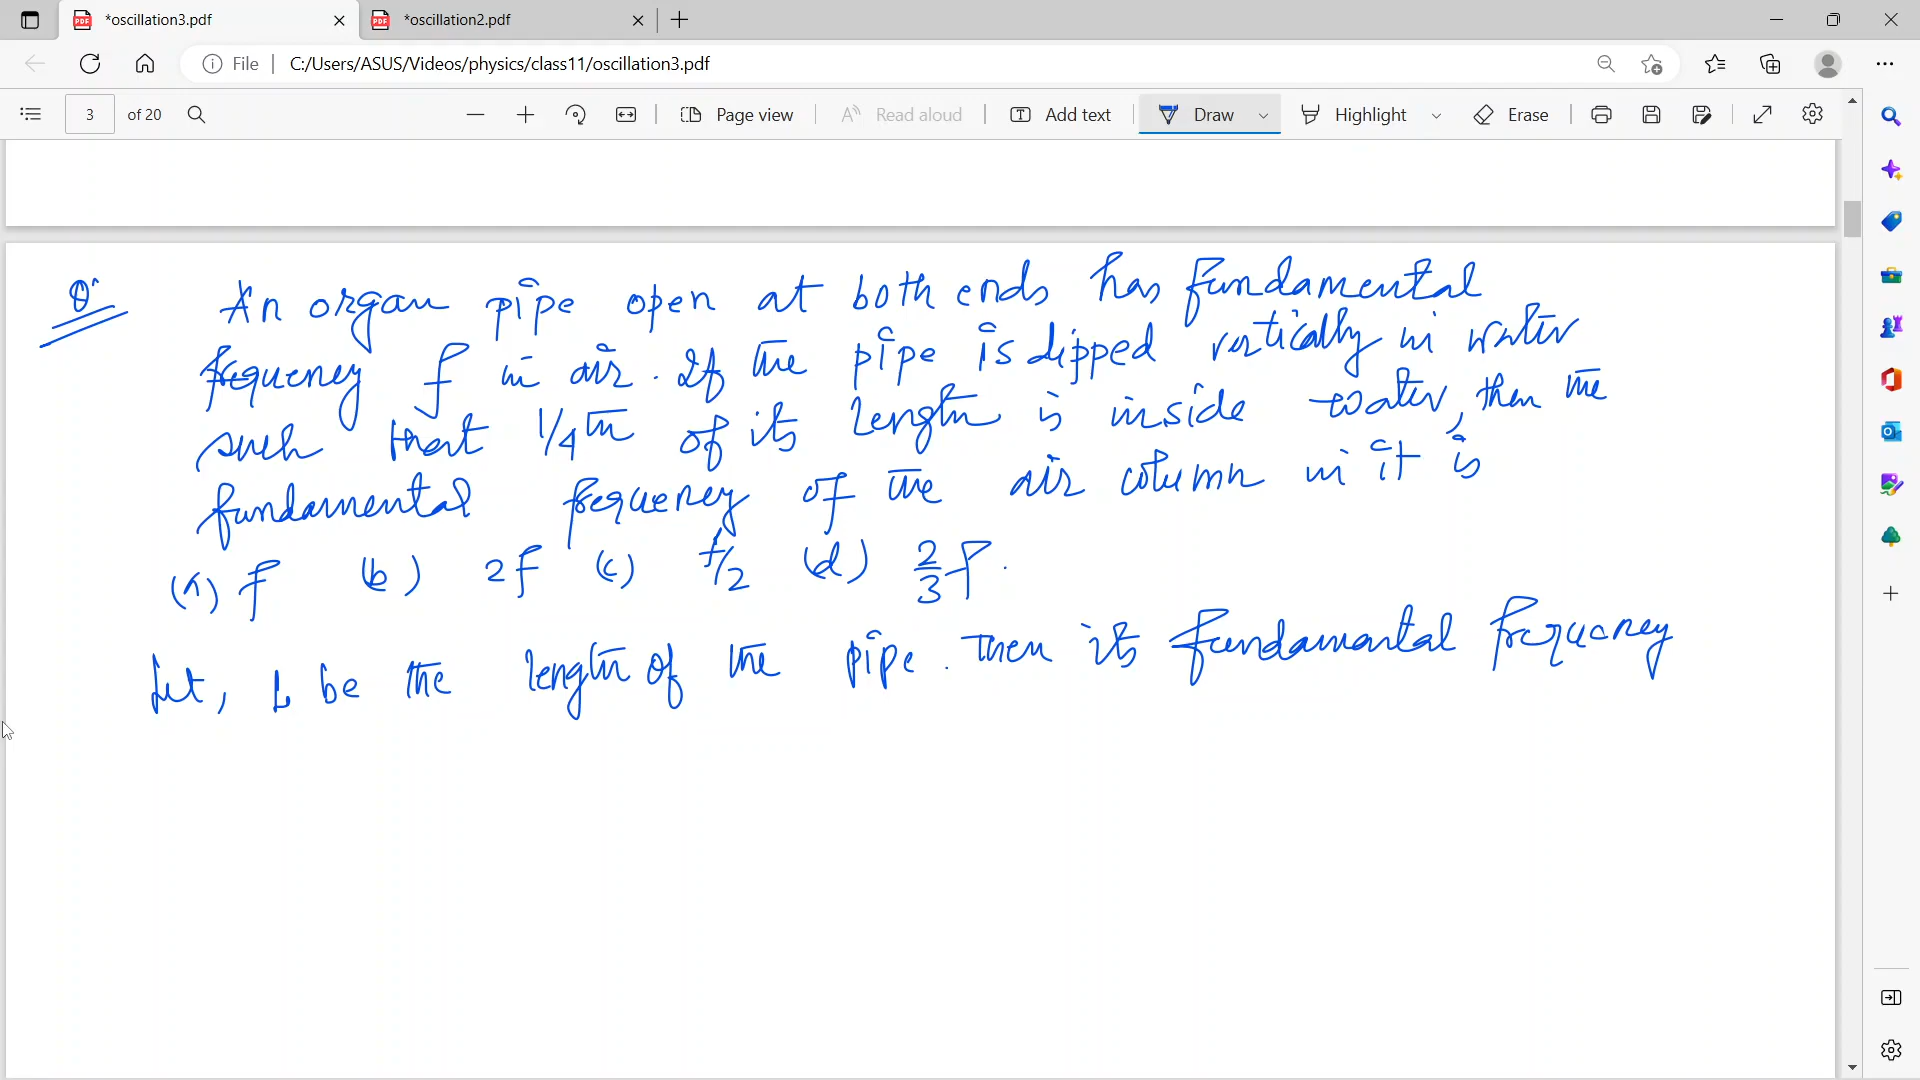 *oscillation3.pdf
*oscillation2.pdf
File | C:/Users/ASUS/Videos/physics/class11/oscillation3.pdf
3 of 20
Page view
Read aloud
Add text
Draw
Highlight
Erase
Q. An organ pipe open at both ends has fundamental
frequency f in air. If the pipe is dipped vertically in water
such that 1/4th of its length is inside water, then the
fundamental frequency of the air column in it is
(a) f (b) 2f (c) f/2 (d) 2/3 f.
Let, L be the length of the pipe. Then its fundamental frequency